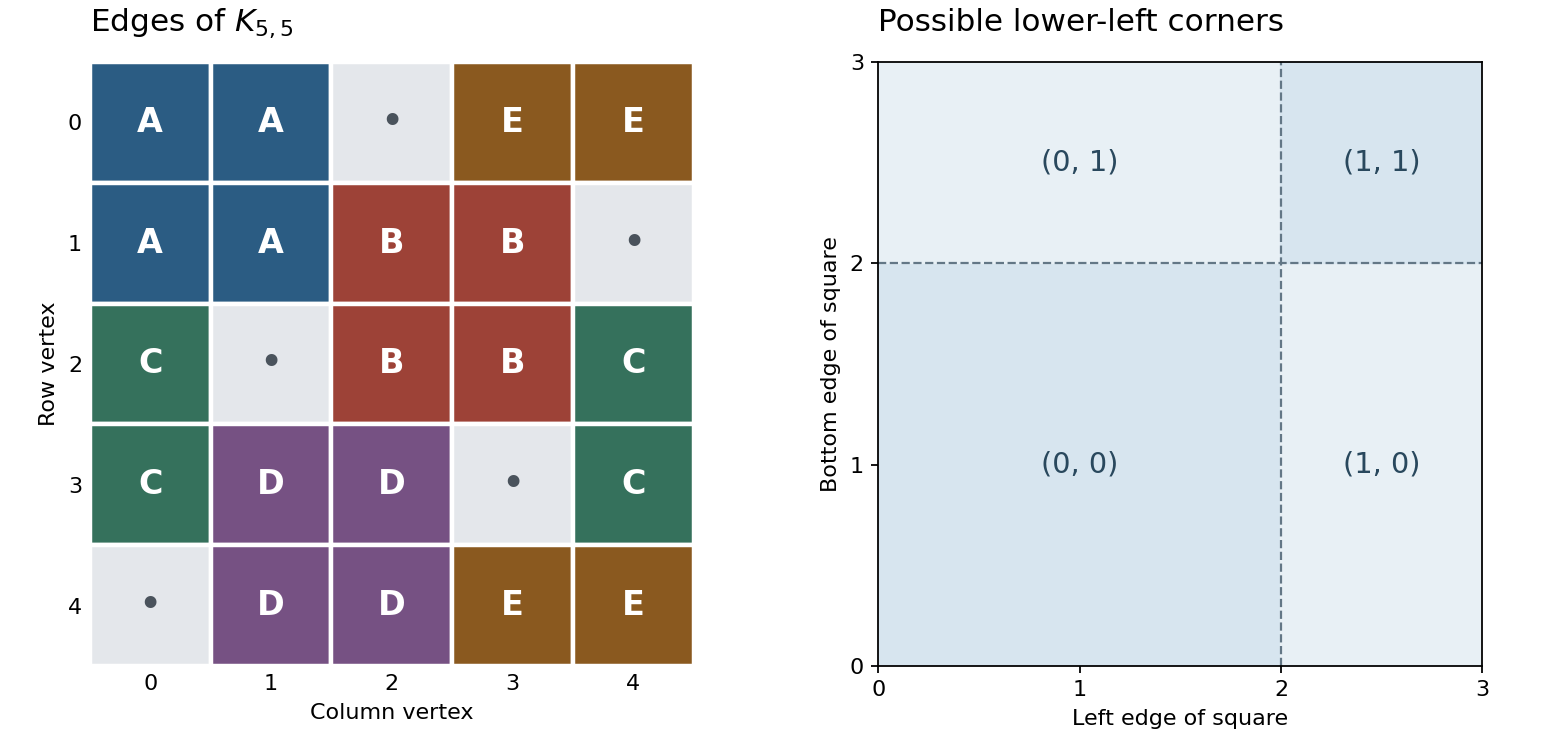 Edges of K5,5
0 A A • E E
1 A A B B •
2 C • B B C
3 C D D • C
4 • D D E E
0 1 2 3 4
Row vertex
Column vertex
Possible lower-left corners
3
(0, 1) (1, 1)
2
1 (0, 0) (1, 0)
0
0 1 2 3
Bottom edge of square
Left edge of square